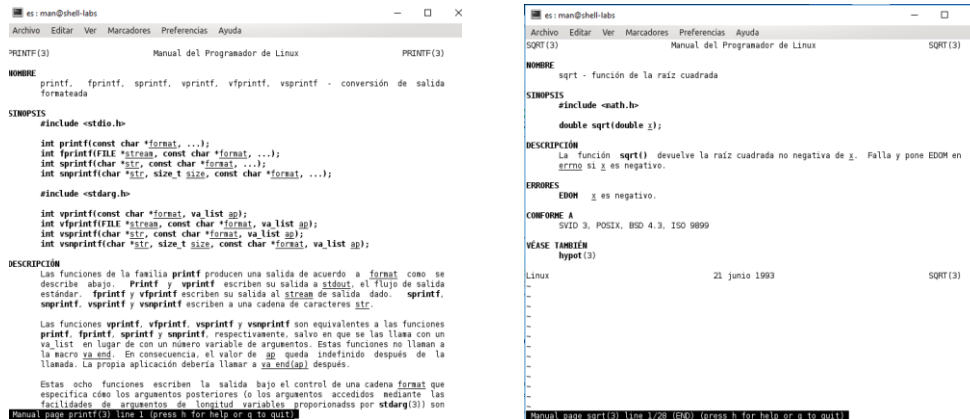 es : man@shell-labs
Archivo Editar Ver Marcadores Preferencias Ayuda
PRINTF(3) Manual del Programador de Linux PRINTF(3)
NOMBRE
printf, fprintf, sprintf, vprintf, vfprintf, vsprintf - conversión de salida
formateada
SINOPSIS
#include <stdio.h>
int printf(const char *format, ...);
int fprintf(FILE *stream, const char *format, ...);
int sprintf(char *str, const char *format, ...);
int snprintf(char *str, size_t size, const char *format, ...);
#include <stdarg.h>
int vprintf(const char *format, va_list ap);
int vfprintf(FILE *stream, const char *format, va_list ap);
int vsprintf(char *str, const char *format, va_list ap);
int vsnprintf(char *str, size_t size, const char *format, va_list ap);
DESCRIPCIÓN
Las funciones de la familia printf producen una salida de acuerdo a format como se
describe abajo. Printf y vprintf escriben su salida a stdout, el flujo de salida
estándar. fprintf y vfprintf escriben su salida al stream de salida dado. sprintf,
snprintf, vsprintf y vsnprintf escriben a una cadena de caracteres str.
Las funciones vprintf, vfprintf, vsprintf y vsnprintf son equivalentes a las funciones
printf, fprintf, sprintf y snprintf, respectivamente, salvo en que se las llama con un
va_list en lugar de con un número variable de argumentos. Estas funciones no llaman a
la macro va_end. En consecuencia, el valor de ap queda indefinido después de la
llamada. La propia aplicación debería llamar a va_end(ap) después.
Estas ocho funciones escriben la salida bajo el control de una cadena format que
especifica cómo los argumentos posteriores (o los argumentos accedidos mediante las
facilidades de argumentos de longitud variables proporionadss por stdarg(3)) son
Manual page printf(3) line 1 (press h for help or q to quit)
es : man@shell-labs
Archivo Editar Ver Marcadores Preferencias Ayuda
SQRT(3) Manual del Programador de Linux SQRT(3)
NOMBRE
sqrt - función de la raíz cuadrada
SINOPSIS
#include <math.h>
double sqrt(double x);
DESCRIPCIÓN
La función sqrt() devuelve la raíz cuadrada no negativa de x. Falla y pone EDOM en
errno si x es negativo.
ERRORES
EDOM x es negativo.
CONFORME A
SVID 3, POSIX, BSD 4.3, ISO 9899
VÉASE TAMBIÉN
hypot(3)
Linux 21 junio 1993 SQRT(3)
~
~
~
~
~
~
~
~
~
~
~
~
Manual page sqrt(3) line 1/28 (END) (press h for help or q to quit)